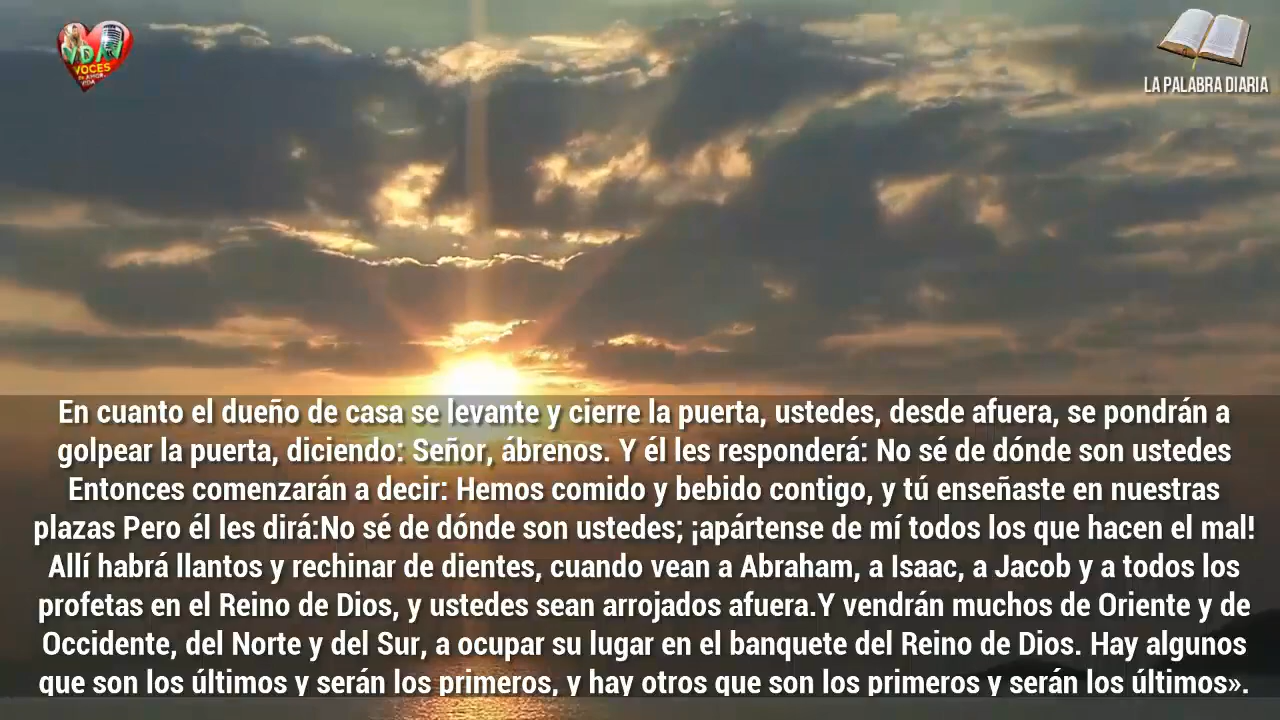 VDA
VOCES
LA PALABRA DIARIA
En cuanto el dueño de casa se levante y cierre la puerta, ustedes, desde afuera, se pondrán a
golpear la puerta, diciendo: Señor, ábrenos. Y él les responderá: No sé de dónde son ustedes
Entonces comenzarán a decir: Hemos comido y bebido contigo, y tú enseñaste en nuestras
plazas Pero él les dirá:No sé de dónde son ustedes; ¡apártense de mí todos los que hacen el mal!
Allí habrá llantos y rechinar de dientes, cuando vean a Abraham, a Isaac, a Jacob y a todos los
profetas en el Reino de Dios, y ustedes sean arrojados afuera.Y vendrán muchos de Oriente y de
Occidente, del Norte y del Sur, a ocupar su lugar en el banquete del Reino de Dios. Hay algunos
que son los últimos y serán los primeros, y hay otros que son los primeros y serán los últimos».